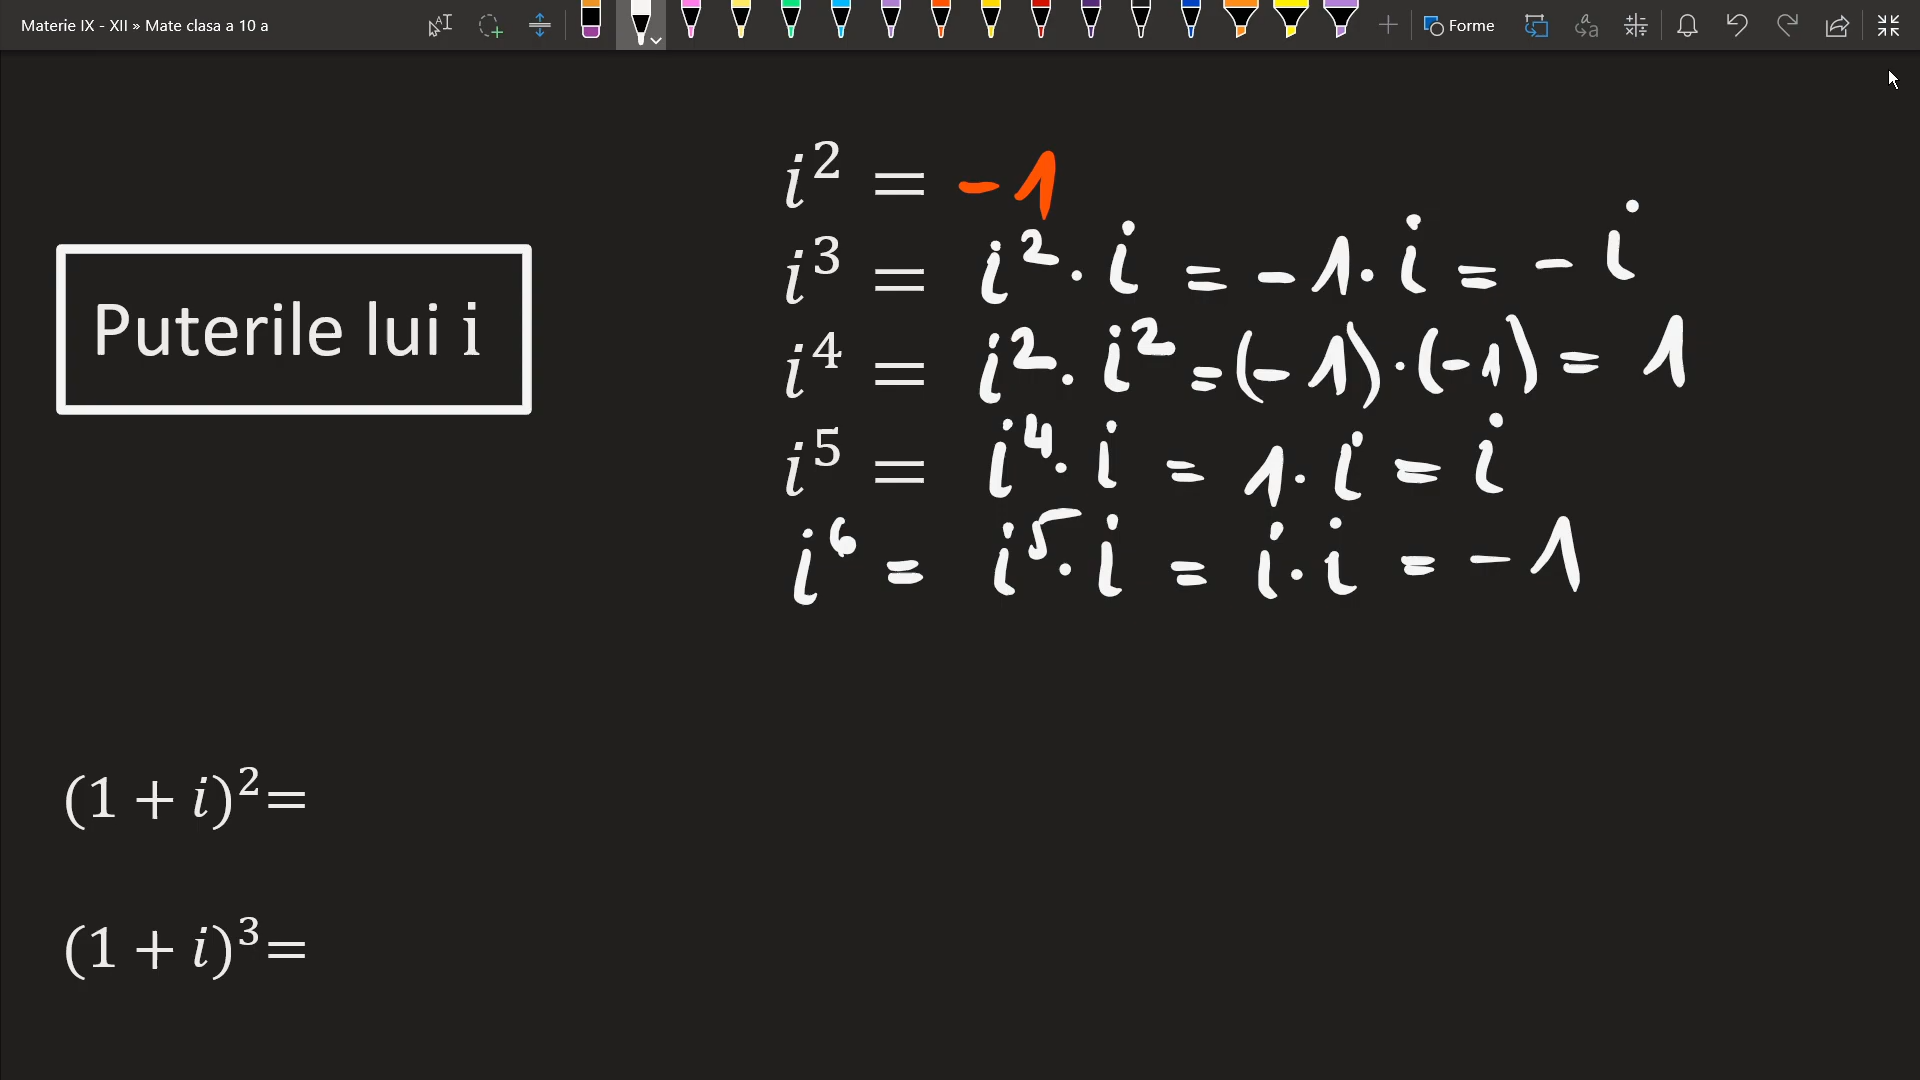 Materie IX - XII » Mate clasa a 10 a
Forme
Puterile lui i
i² = -1
i³ = i² · i = -1 · i = - i
i⁴ = i² · i² = (-1) · (-1) = 1
i⁵ = i⁴ · i = 1 · i = i
i⁶ = i⁵ · i = i · i = -1
(1 + i)²=
(1 + i)³=